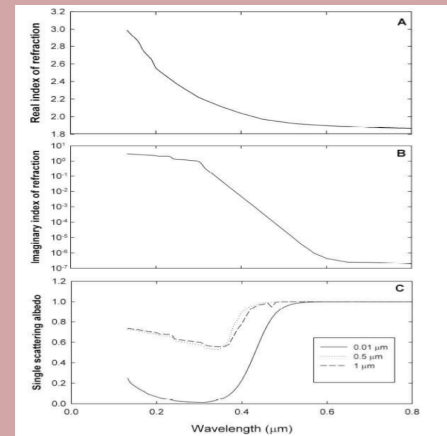 A
Real index of refraction
3.2
3.0
2.8
2.6
2.4
2.2
2.0
1.8
B
Imaginary index of refraction
10¹
10⁰
10⁻¹
10⁻²
10⁻³
10⁻⁴
10⁻⁵
10⁻⁶
10⁻⁷
C
Single scattering albedo
1.2
1.0
0.8
0.6
0.4
0.2
0.0
0.01 µm
0.5 µm
1 µm
0.0 0.2 0.4 0.6 0.8
Wavelength (µm)